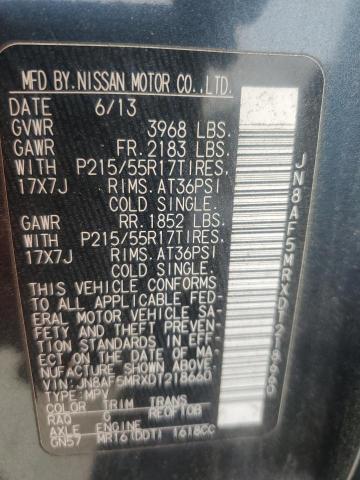 MFD BY.NISSAN MOTOR CO.,LTD.
DATE 6/13
GVWR 3968 LBS.
GAWR FR. 2183 LBS.
WITH P215/55R17TIRES,
17X7J RIMS. AT36PSI
COLD SINGLE.
GAWR RR. 1852 LBS.
WITH P215/55R17TIRES,
17X7J RIMS. AT36PSI
COLD SINGLE.
THIS VEHICLE CONFORMS
TO ALL APPLICABLE FED-
ERAL MOTOR VEHICLE SA-
FETY AND THEFT PREVEN-
TION STANDARDS IN EFF-
ECT ON THE DATE OF MA-
NUFACTURE SHOWN ABOVE.
VIN:JN8AF5MRXDT218660
TYPE:MPV
COLOR TRIM TRANS
RAQ G RE0F10B
AXLE ENGINE
GN57 MR16(DDT) 1618CC
JN8AF5MRXDT218660